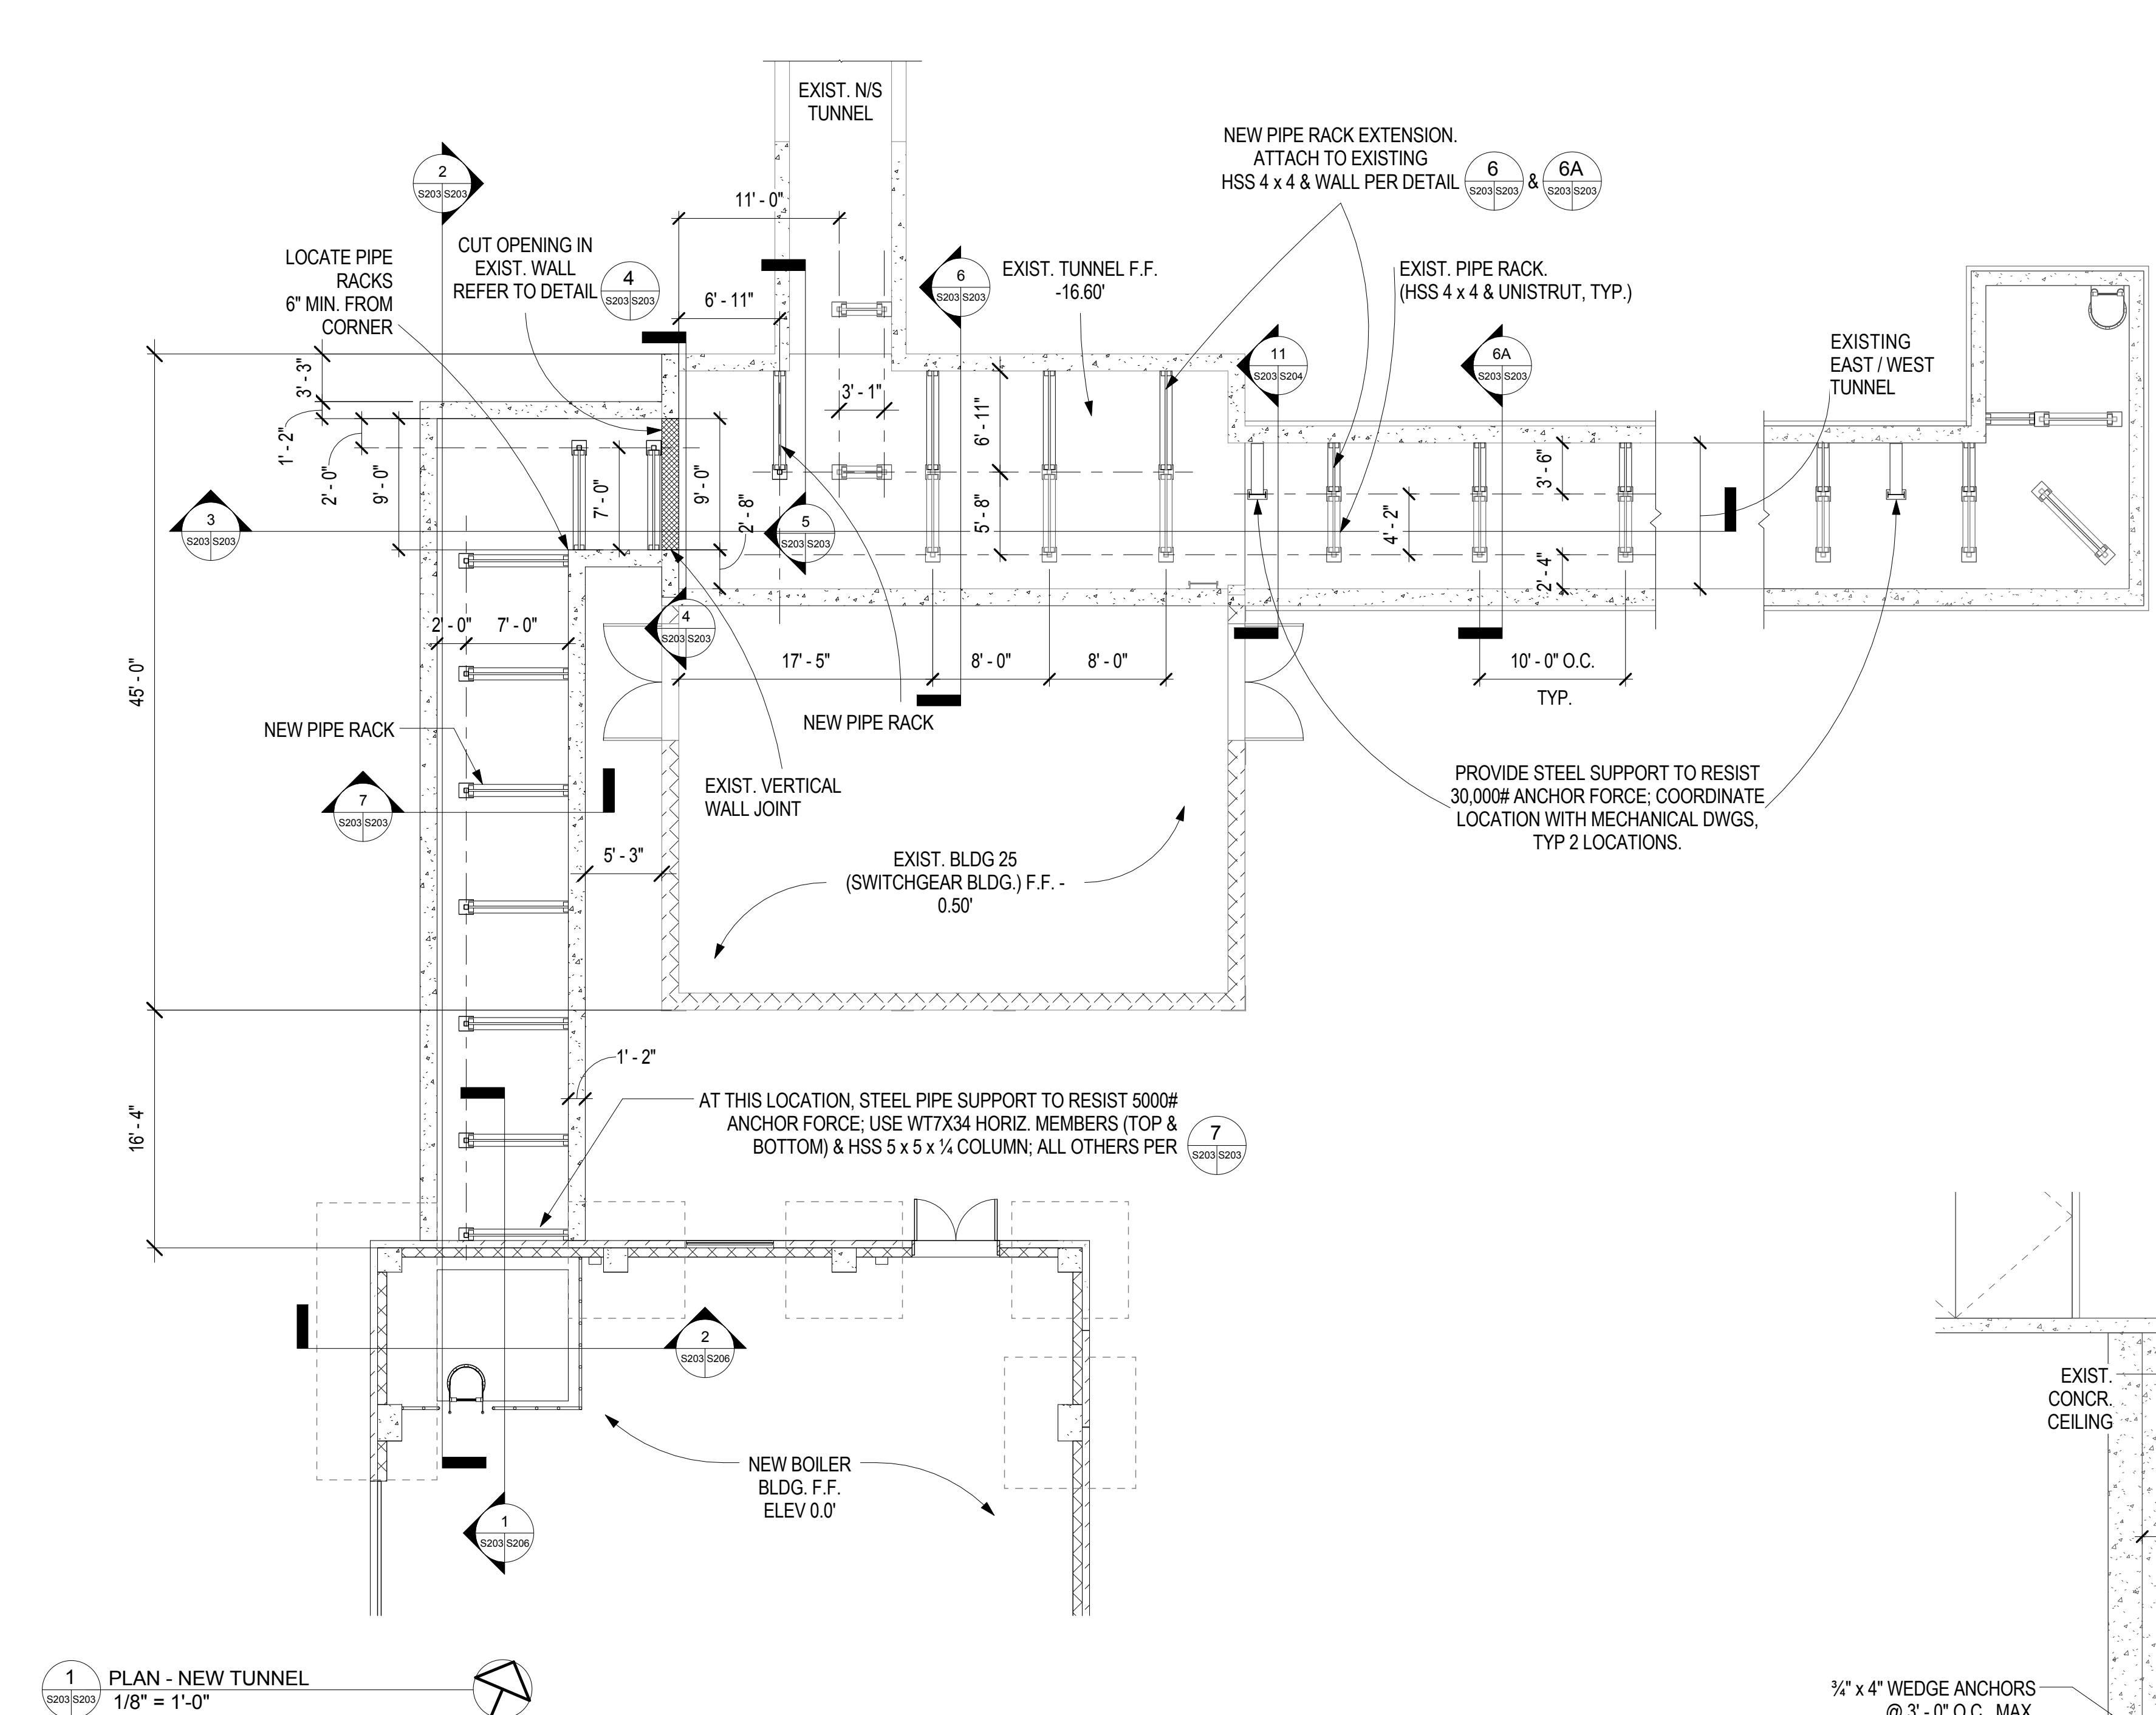 EXIST. N/S
TUNNEL
NEW PIPE RACK EXTENSION.
ATTACH TO EXISTING
HSS 4 x 4 & WALL PER DETAIL
6
S203 S203
&
6A
S203 S203
2
S203 S203
11' - 0"
LOCATE PIPE
RACKS
6" MIN. FROM
CORNER
CUT OPENING IN
EXIST. WALL
REFER TO DETAIL
4
S203 S203
6' - 11"
6
S203 S203
EXIST. TUNNEL F.F.
-16.60'
EXIST. PIPE RACK.
(HSS 4 x 4 & UNISTRUT, TYP.)
11
S203 S204
6A
S203 S203
EXISTING
EAST / WEST
TUNNEL
3' - 3"
1' - 2"
2' - 0"
9' - 0"
7' - 0"
9' - 0"
2' - 8"
3' - 1"
6' - 11"
5' - 8"
3' - 6"
4' - 2"
2' - 4"
3
S203 S203
5
S203 S203
4
S203 S203
2' - 0"
7' - 0"
17' - 5"
8' - 0"
8' - 0"
10' - 0" O.C.
TYP.
45' - 0"
NEW PIPE RACK
NEW PIPE RACK
7
S203 S203
EXIST. VERTICAL
WALL JOINT
PROVIDE STEEL SUPPORT TO RESIST
30,000# ANCHOR FORCE; COORDINATE
LOCATION WITH MECHANICAL DWGS,
TYP 2 LOCATIONS.
5' - 3"
EXIST. BLDG 25
(SWITCHGEAR BLDG.) F.F. -
0.50'
1' - 2"
16' - 4"
AT THIS LOCATION, STEEL PIPE SUPPORT TO RESIST 5000#
ANCHOR FORCE; USE WT7X34 HORIZ. MEMBERS (TOP &
BOTTOM) & HSS 5 x 5 x ¼ COLUMN; ALL OTHERS PER
7
S203 S203
2
S203 S206
EXIST.
CONCR.
CEILING
NEW BOILER
BLDG. F.F.
ELEV 0.0'
1
S203 S206
1
S203 S203
PLAN - NEW TUNNEL
1/8" = 1'-0"
¾" x 4" WEDGE ANCHORS
@ 3' - 0" O.C. MAX.